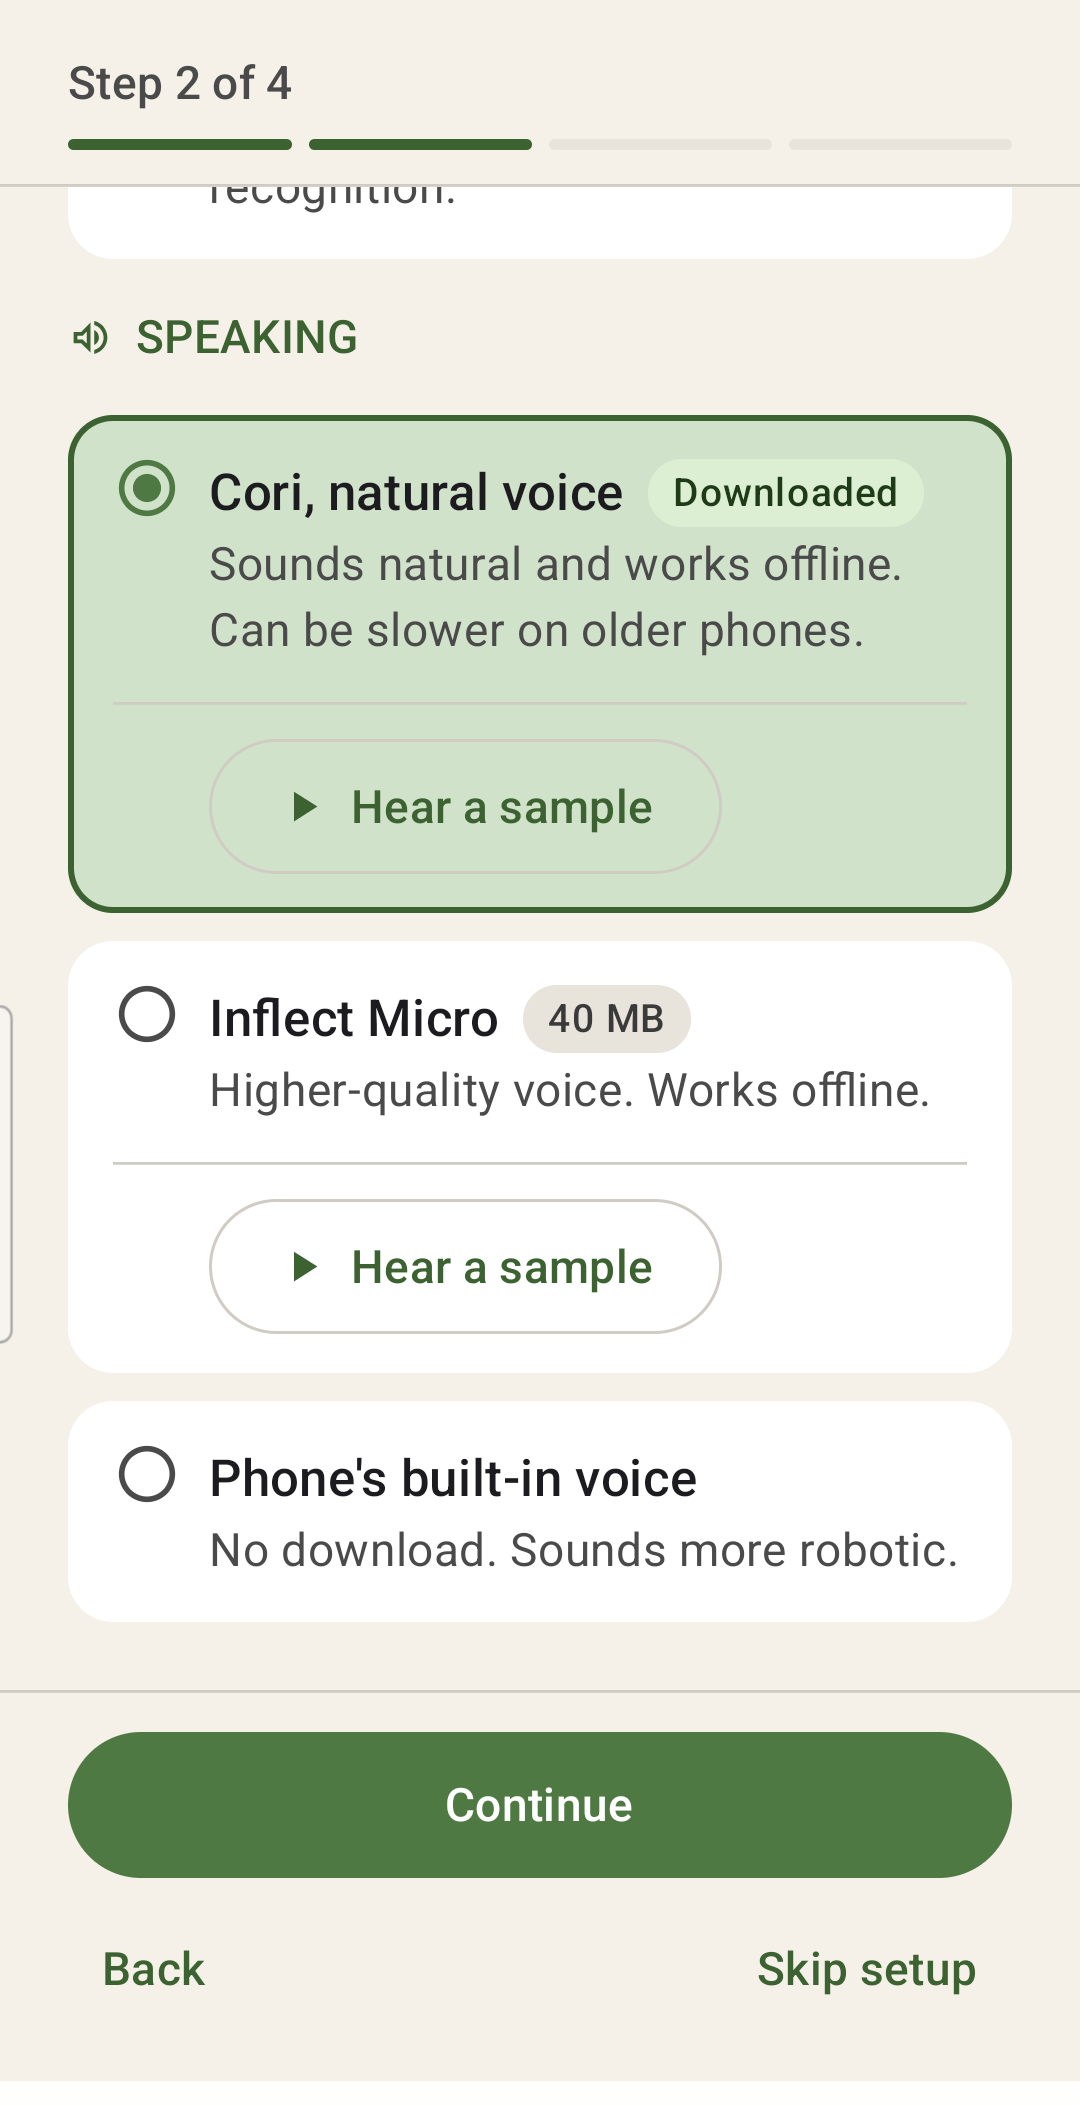 Step 2 of 4
recognition.
SPEAKING
Cori, natural voice Downloaded
Sounds natural and works offline.
Can be slower on older phones.
Hear a sample
Inflect Micro 40 MB
Higher-quality voice. Works offline.
Hear a sample
Phone's built-in voice
No download. Sounds more robotic.
Continue
Back Skip setup